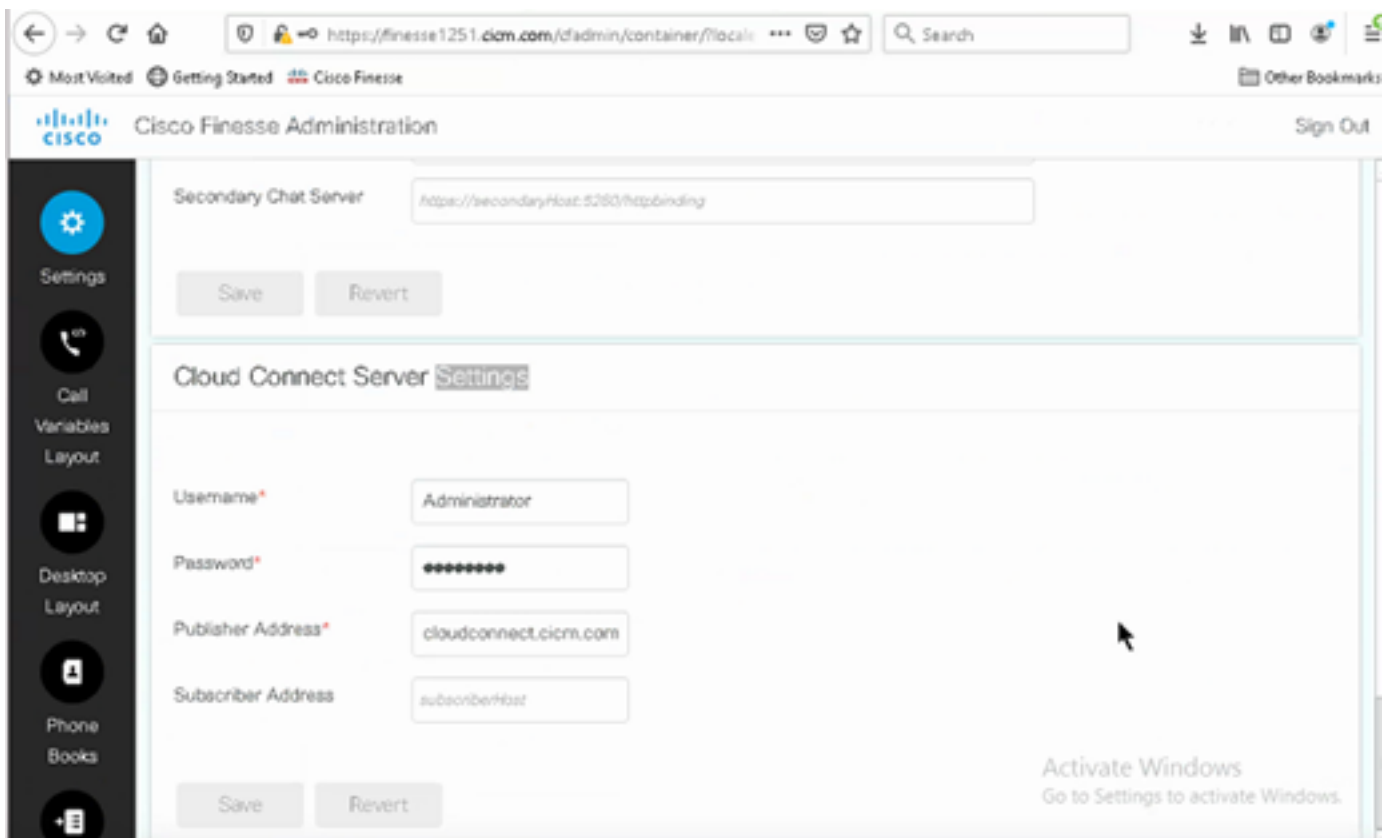 https://finesse1251.cicm.com/cfadmin/container/?locale
Search
Most Visited
Getting Started
Cisco Finesse
Other Bookmarks
CISCO
Cisco Finesse Administration
Sign Out
Secondary Chat Server
https://secondaryHost:5280/httpbinding
Settings
Save
Revert
Call
Variables
Layout
Cloud Connect Server Settings
Username*
Administrator
Desktop
Layout
Password*
Publisher Address*
cloudconnect.cicm.com
Subscriber Address
subscriberHost
Phone
Books
Save
Revert
Activate Windows
Go to Settings to activate Windows.